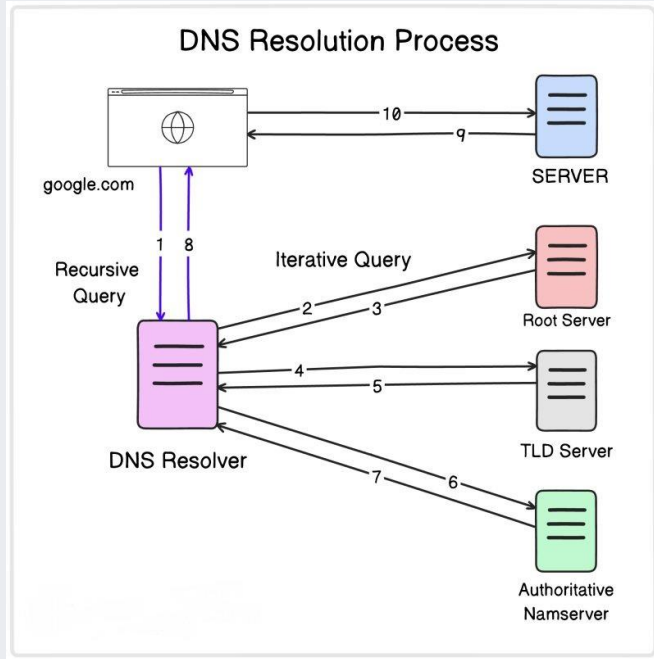 DNS Resolution Process
10
9
google.com
SERVER
1 8
Recursive
Query
Iterative Query
2
3
Root Server
4
5
DNS Resolver
TLD Server
6
7
Authoritative
Namserver